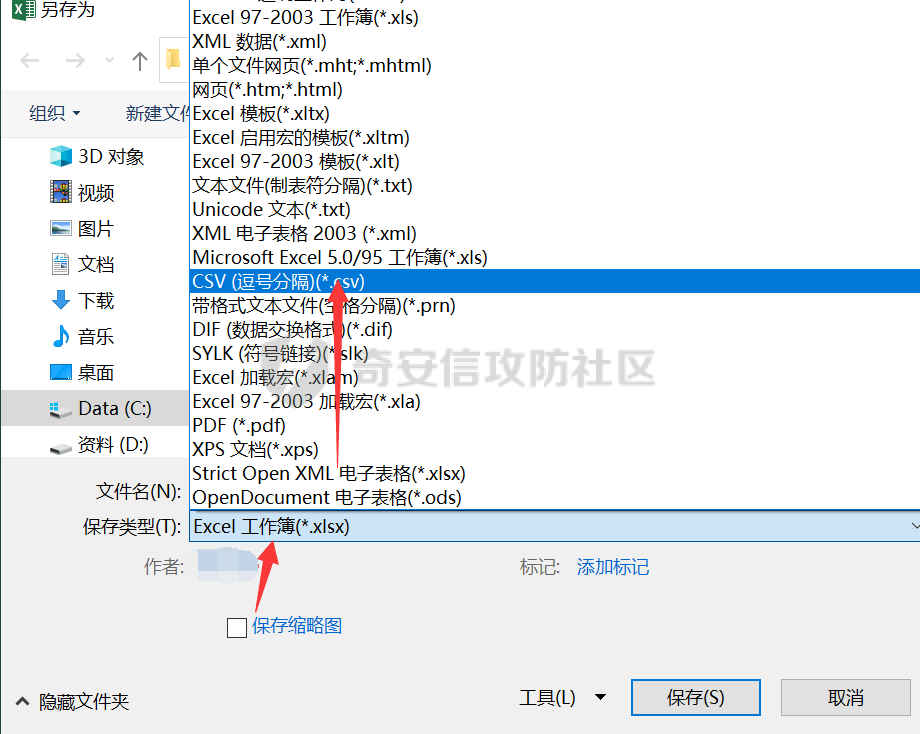 另存为
Excel 97-2003 工作簿(*.xls)
XML 数据(*.xml)
单个文件网页(*.mht;*.mhtml)
网页(*.htm;*.html)
组织
新建文件
Excel 模板(*.xltx)
Excel 启用宏的模板(*.xltm)
Excel 97-2003 模板(*.xlt)
文本文件(制表符分隔)(*.txt)
Unicode 文本(*.txt)
XML 电子表格 2003 (*.xml)
Microsoft Excel 5.0/95 工作簿(*.xls)
CSV (逗号分隔)(*.csv)
带格式文本文件(空格分隔)(*.prn)
DIF (数据交换格式)(*.dif)
SYLK (符号链接)(*.slk)
Excel 加载宏(*.xlam)
Excel 97-2003 加载宏(*.xla)
PDF (*.pdf)
XPS 文档(*.xps)
Strict Open XML 电子表格(*.xlsx)
OpenDocument 电子表格(*.ods)
3D 对象
视频
图片
文档
下载
音乐
桌面
Data (C:)
资料 (D:)
奇安信攻防社区
文件名(N):
保存类型(T): Excel 工作簿(*.xlsx)
作者:
标记: 添加标记
保存缩略图
隐藏文件夹
工具(L)
保存(S)
取消